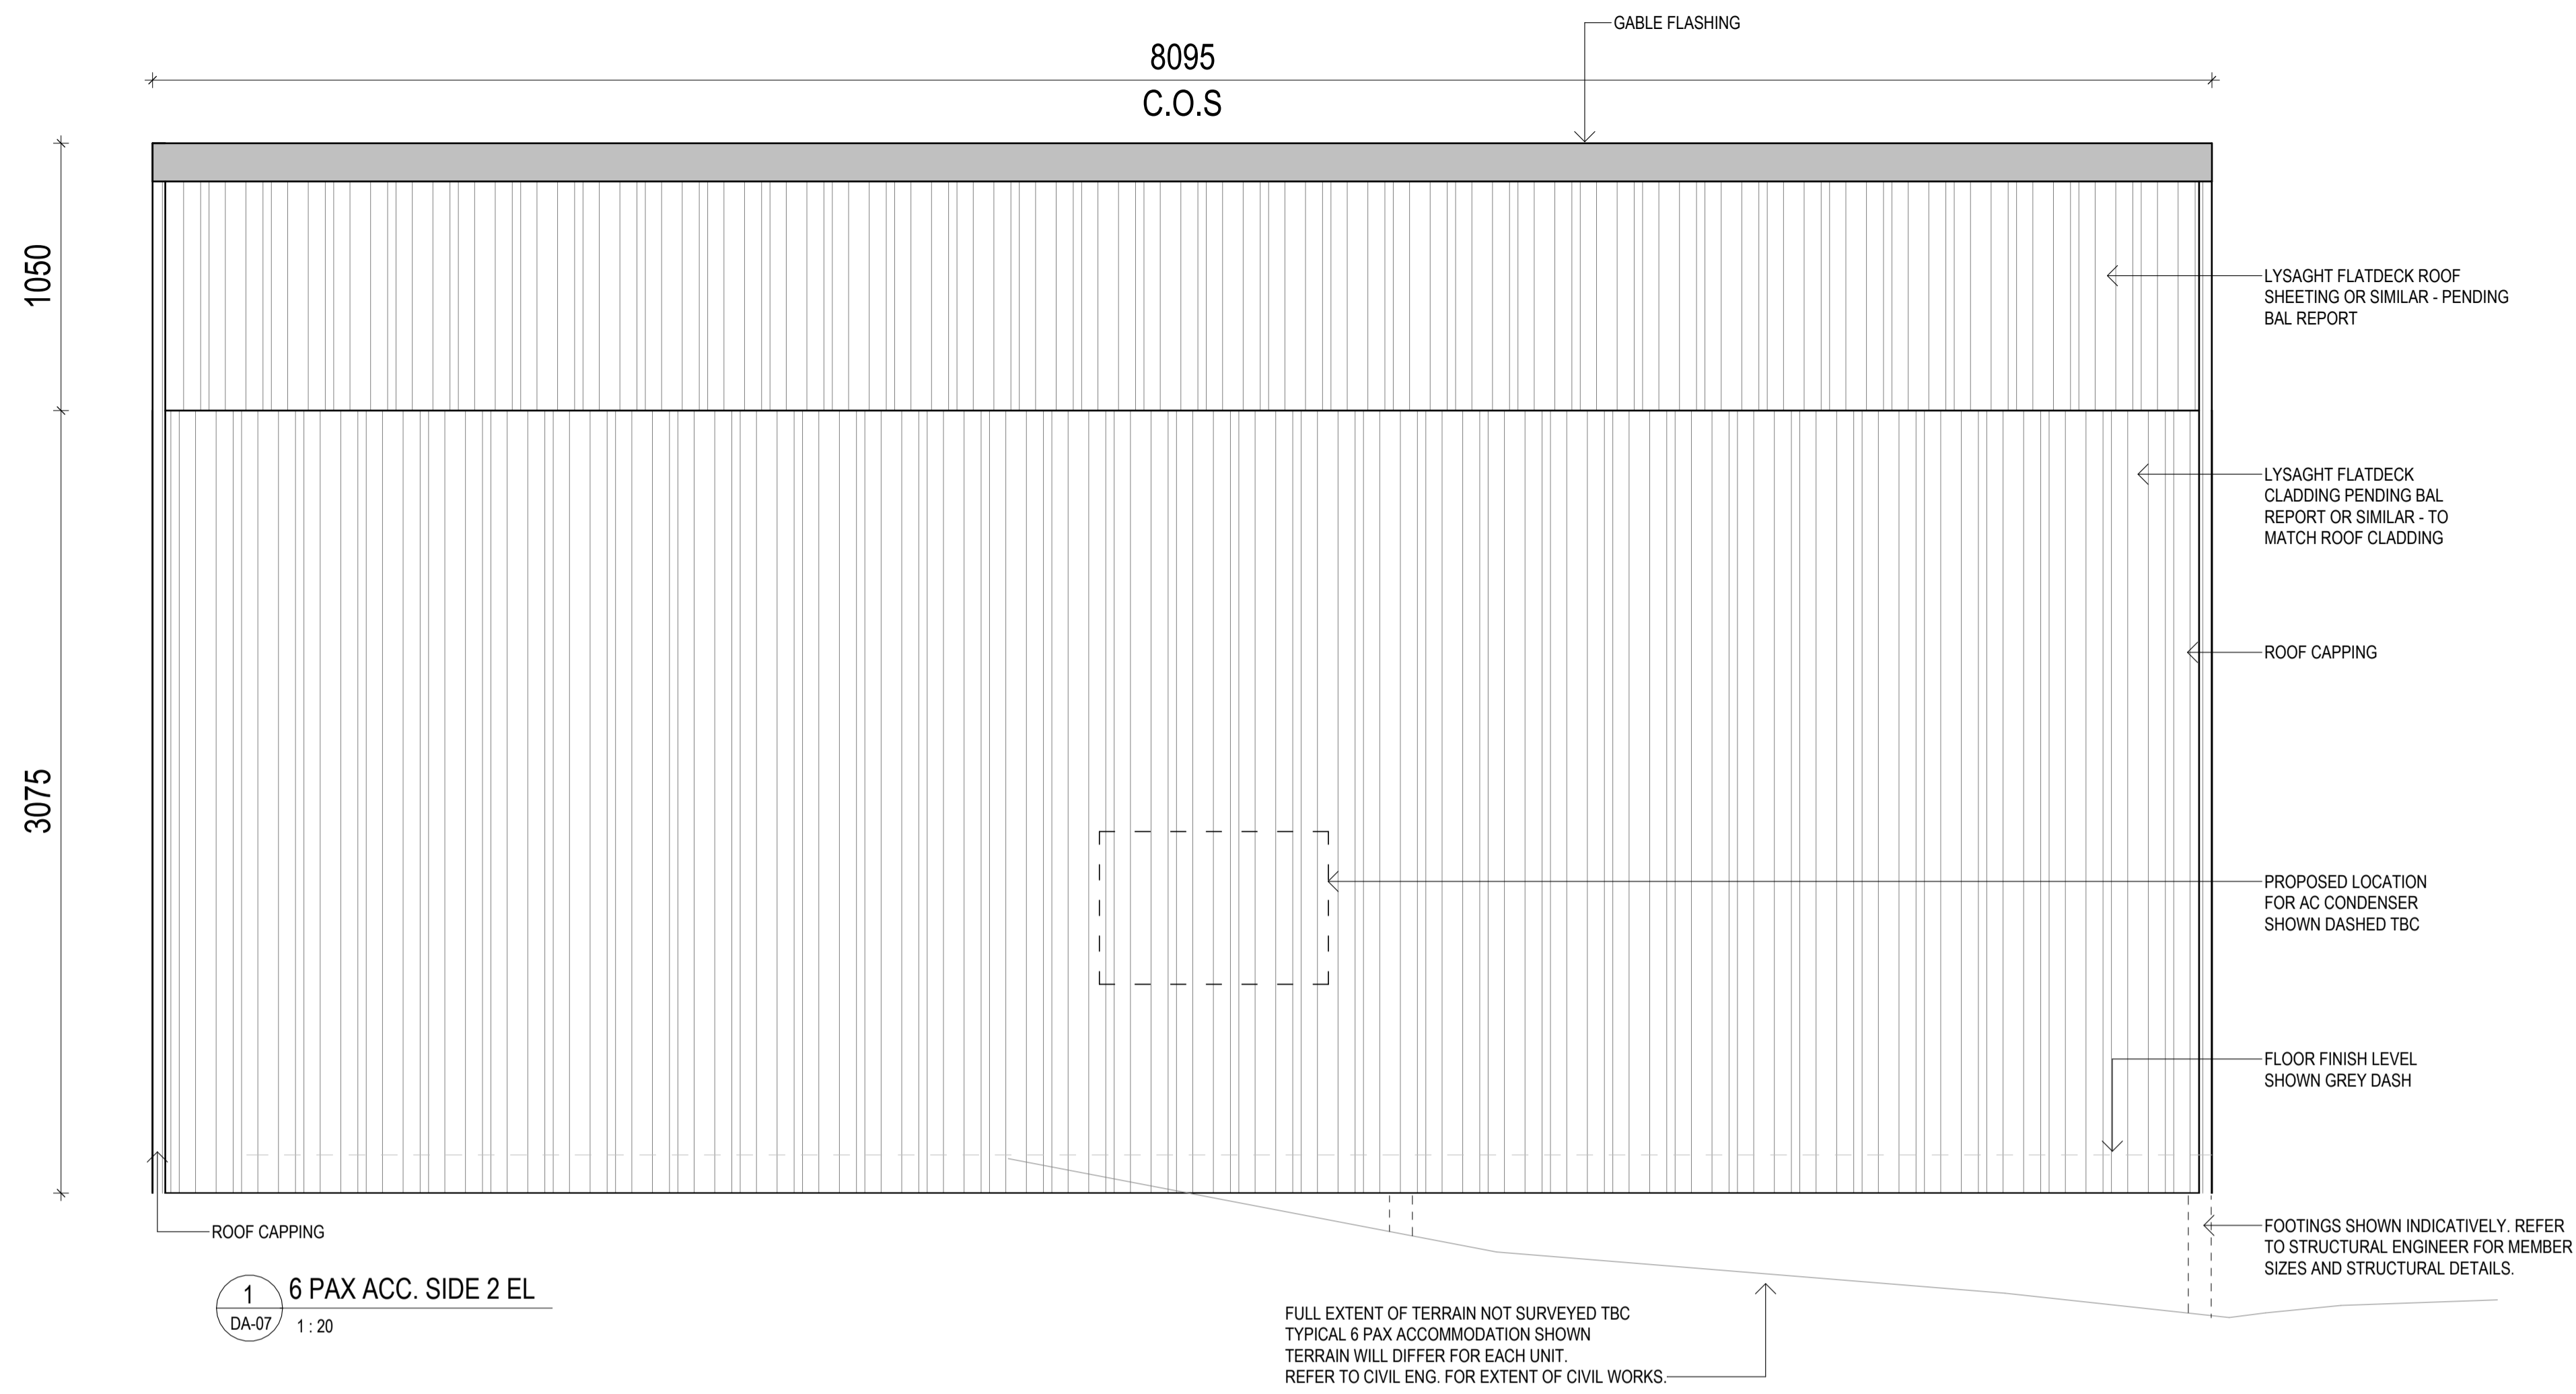 GABLE FLASHING
8095
C.O.S
1050
LYSAGHT FLATDECK ROOF
SHEETING OR SIMILAR - PENDING
BAL REPORT
LYSAGHT FLATDECK
CLADDING PENDING BAL
REPORT OR SIMILAR - TO
MATCH ROOF CLADDING
ROOF CAPPING
3075
PROPOSED LOCATION
FOR AC CONDENSER
SHOWN DASHED TBC
FLOOR FINISH LEVEL
SHOWN GREY DASH
ROOF CAPPING
FOOTINGS SHOWN INDICATIVELY. REFER
TO STRUCTURAL ENGINEER FOR MEMBER
SIZES AND STRUCTURAL DETAILS.
1
6 PAX ACC. SIDE 2 EL
DA-07
1 : 20
FULL EXTENT OF TERRAIN NOT SURVEYED TBC
TYPICAL 6 PAX ACCOMMODATION SHOWN
TERRAIN WILL DIFFER FOR EACH UNIT.
REFER TO CIVIL ENG. FOR EXTENT OF CIVIL WORKS.